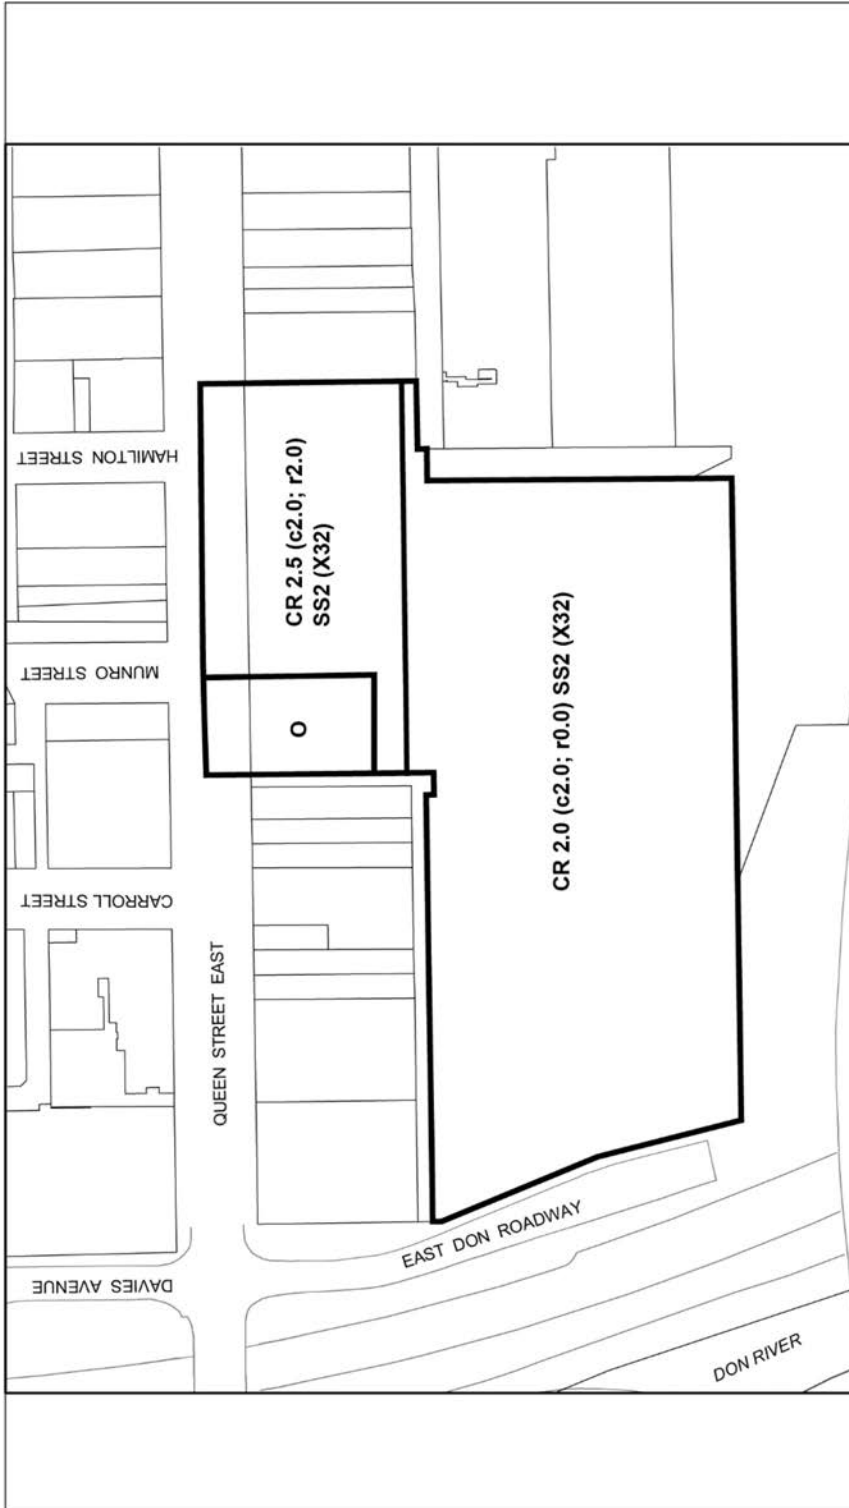 HAMILTON STREET
MUNRO STREET
CARROLL STREET
DAVIES AVENUE
QUEEN STREET EAST
CR 2.5 (c2.0; r2.0)
SS2 (X32)
O
CR 2.0 (c2.0; r0.0) SS2 (X32)
EAST DON ROADWAY
DON RIVER